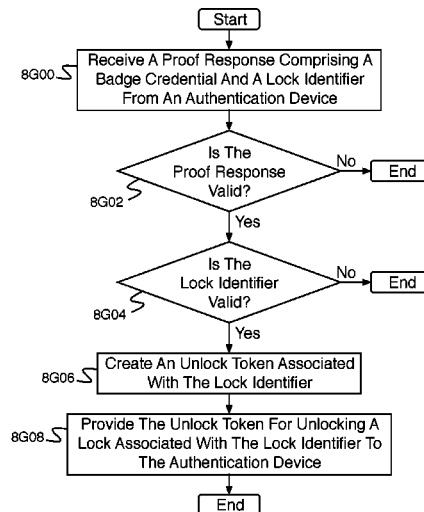 Start
8G00
Receive A Proof Response Comprising A
Badge Credential And A Lock Identifier
From An Authentication Device
Is The
Proof Response
Valid?
No
End
8G02
Yes
Is The
Lock Identifier
Valid?
No
End
8G04
Yes
8G06
Create An Unlock Token Associated
With The Lock Identifier
8G08
Provide The Unlock Token For Unlocking A
Lock Associated With The Lock Identifier To
The Authentication Device
End